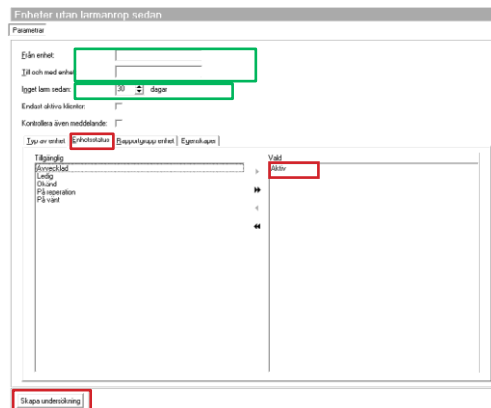 Enheter utan larmanrop sedan
Parametrar
Från enhet:
Till och med enhet:
Inget larm sedan: 30 dagar
Endast aktiva klienter:
Kontrollera även meddelande:
Typ av enhet Enhetsstatus Rapportgrupp enhet Egenskaper
Tillgänglig Vald
Avvecklad Aktiv
Ledig
Okänd
På reperation
På vänt
Skapa undersökning